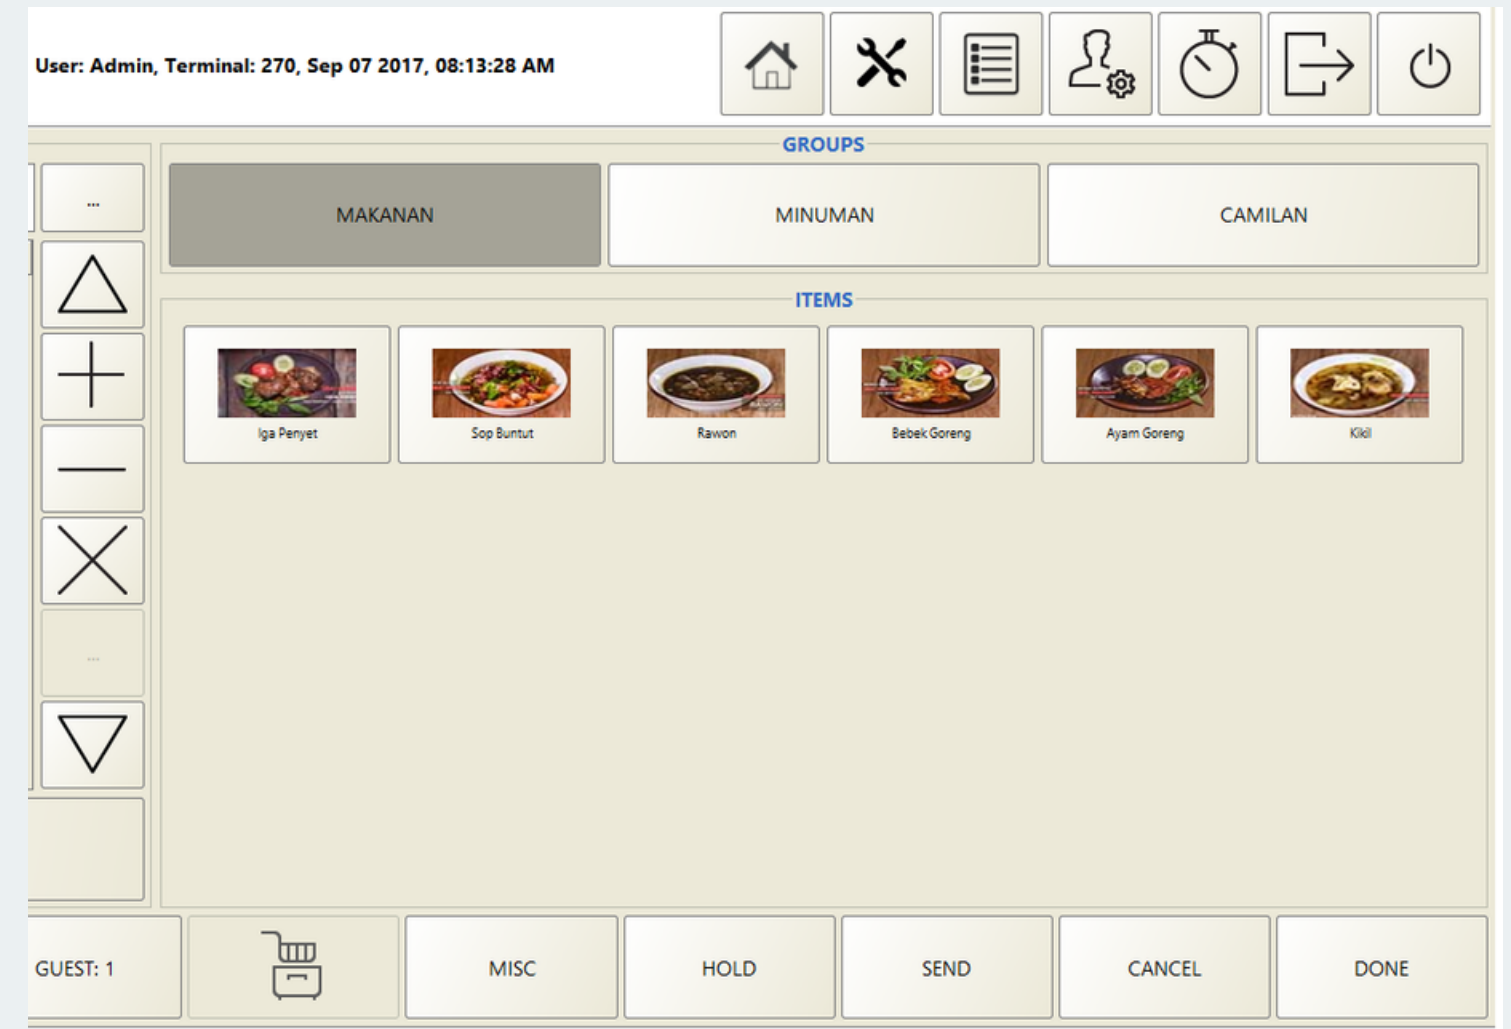 User: Admin, Terminal: 270, Sep 07 2017, 08:13:28 AM
GROUPS
...
MAKANAN
MINUMAN
CAMILAN
ITEMS
Iga Penyet
Sop Buntut
Rawon
Bebek Goreng
Ayam Goreng
Kikil
...
GUEST: 1
MISC
HOLD
SEND
CANCEL
DONE